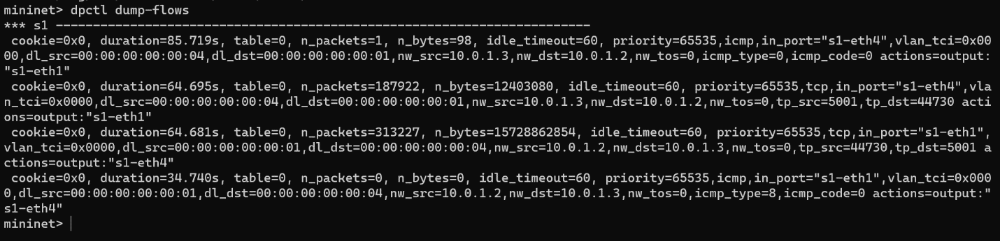 mininet> dpctl dump-flows
*** s1 ------------------------------------------------------------------------
 cookie=0x0, duration=85.719s, table=0, n_packets=1, n_bytes=98, idle_timeout=60, priority=65535,icmp,in_port="s1-eth4",vlan_tci=0x00
00,dl_src=00:00:00:00:00:04,dl_dst=00:00:00:00:00:01,nw_src=10.0.1.3,nw_dst=10.0.1.2,nw_tos=0,icmp_type=0,icmp_code=0 actions=output:
"s1-eth1"
 cookie=0x0, duration=64.695s, table=0, n_packets=187922, n_bytes=12403080, idle_timeout=60, priority=65535,tcp,in_port="s1-eth4",vla
n_tci=0x0000,dl_src=00:00:00:00:00:04,dl_dst=00:00:00:00:00:01,nw_src=10.0.1.3,nw_dst=10.0.1.2,nw_tos=0,tp_src=5001,tp_dst=44730 acti
ons=output:"s1-eth1"
 cookie=0x0, duration=64.681s, table=0, n_packets=313227, n_bytes=15728862854, idle_timeout=60, priority=65535,tcp,in_port="s1-eth1",
vlan_tci=0x0000,dl_src=00:00:00:00:00:01,dl_dst=00:00:00:00:00:04,nw_src=10.0.1.2,nw_dst=10.0.1.3,nw_tos=0,tp_src=44730,tp_dst=5001 a
ctions=output:"s1-eth4"
 cookie=0x0, duration=34.740s, table=0, n_packets=0, n_bytes=0, idle_timeout=60, priority=65535,icmp,in_port="s1-eth1",vlan_tci=0x000
0,dl_src=00:00:00:00:00:01,dl_dst=00:00:00:00:00:04,nw_src=10.0.1.2,nw_dst=10.0.1.3,nw_tos=0,icmp_type=8,icmp_code=0 actions=output:"
s1-eth4"
mininet>